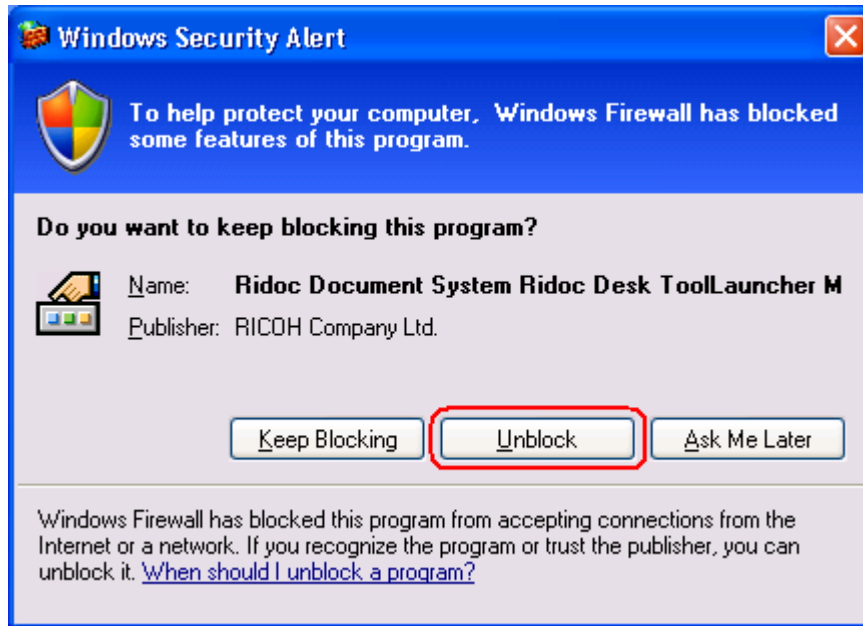 Windows Security Alert
To help protect your computer, Windows Firewall has blocked
some features of this program.
Do you want to keep blocking this program?
Name: Ridoc Document System Ridoc Desk ToolLauncher M
Publisher: RICOH Company Ltd.
Keep Blocking Unblock Ask Me Later
Windows Firewall has blocked this program from accepting connections from the
Internet or a network. If you recognize the program or trust the publisher, you can
unblock it. When should I unblock a program?